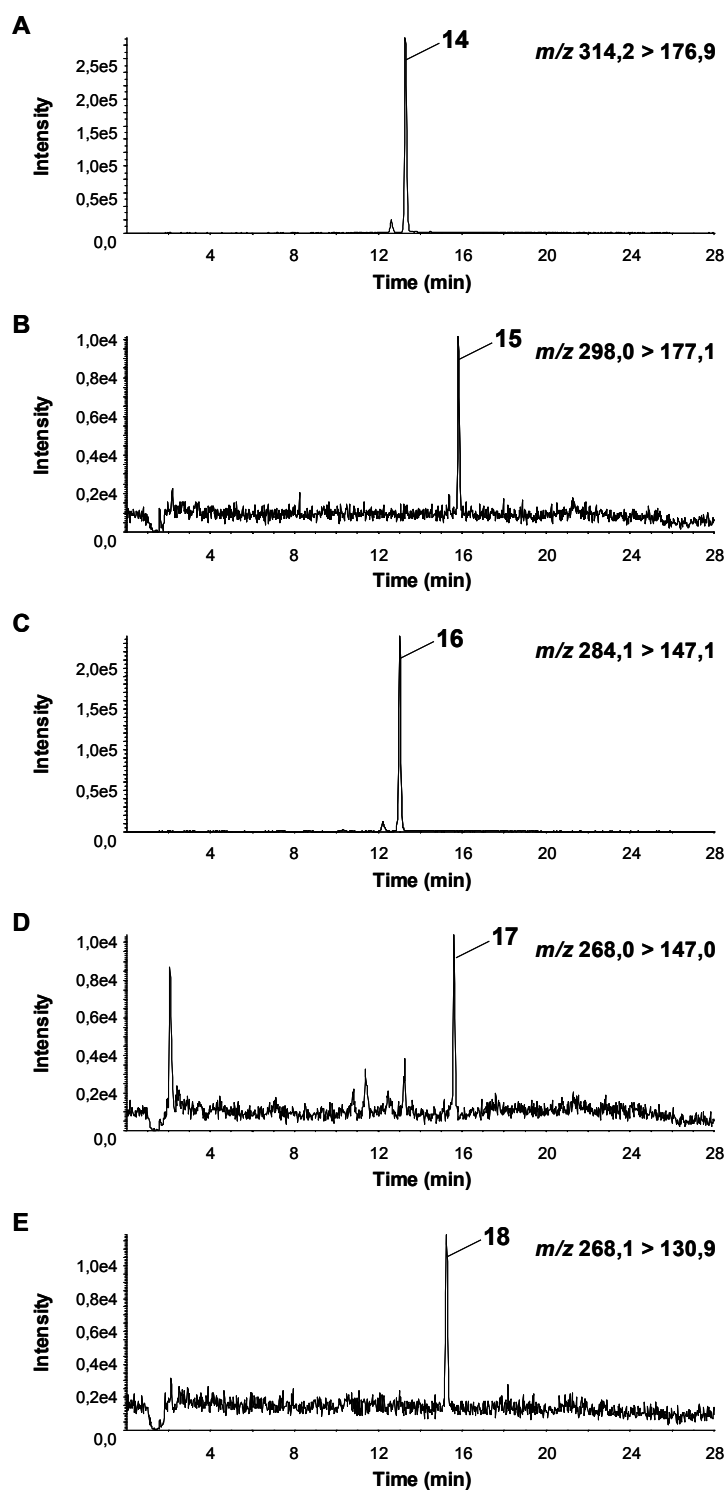 A
14
m/z 314,2 > 176,9
2,5e5
2,0e5
1,5e5
1,0e5
0,5e5
0,0
Intensity
4 8 12 16 20 24 28
Time (min)
B
15
m/z 298,0 > 177,1
1,0e4
0,8e4
0,6e4
0,4e4
0,2e4
0,0
Intensity
4 8 12 16 20 24 28
Time (min)
C
16
m/z 284,1 > 147,1
2,0e5
1,5e5
1,0e5
0,5e5
0,0
Intensity
4 8 12 16 20 24 28
Time (min)
D
17
m/z 268,0 > 147,0
1,0e4
0,8e4
0,6e4
0,4e4
0,2e4
0,0
Intensity
4 8 12 16 20 24 28
Time (min)
E
18
m/z 268,1 > 130,9
1,0e4
0,8e4
0,6e4
0,4e4
0,2e4
0,0
Intensity
4 8 12 16 20 24 28
Time (min)